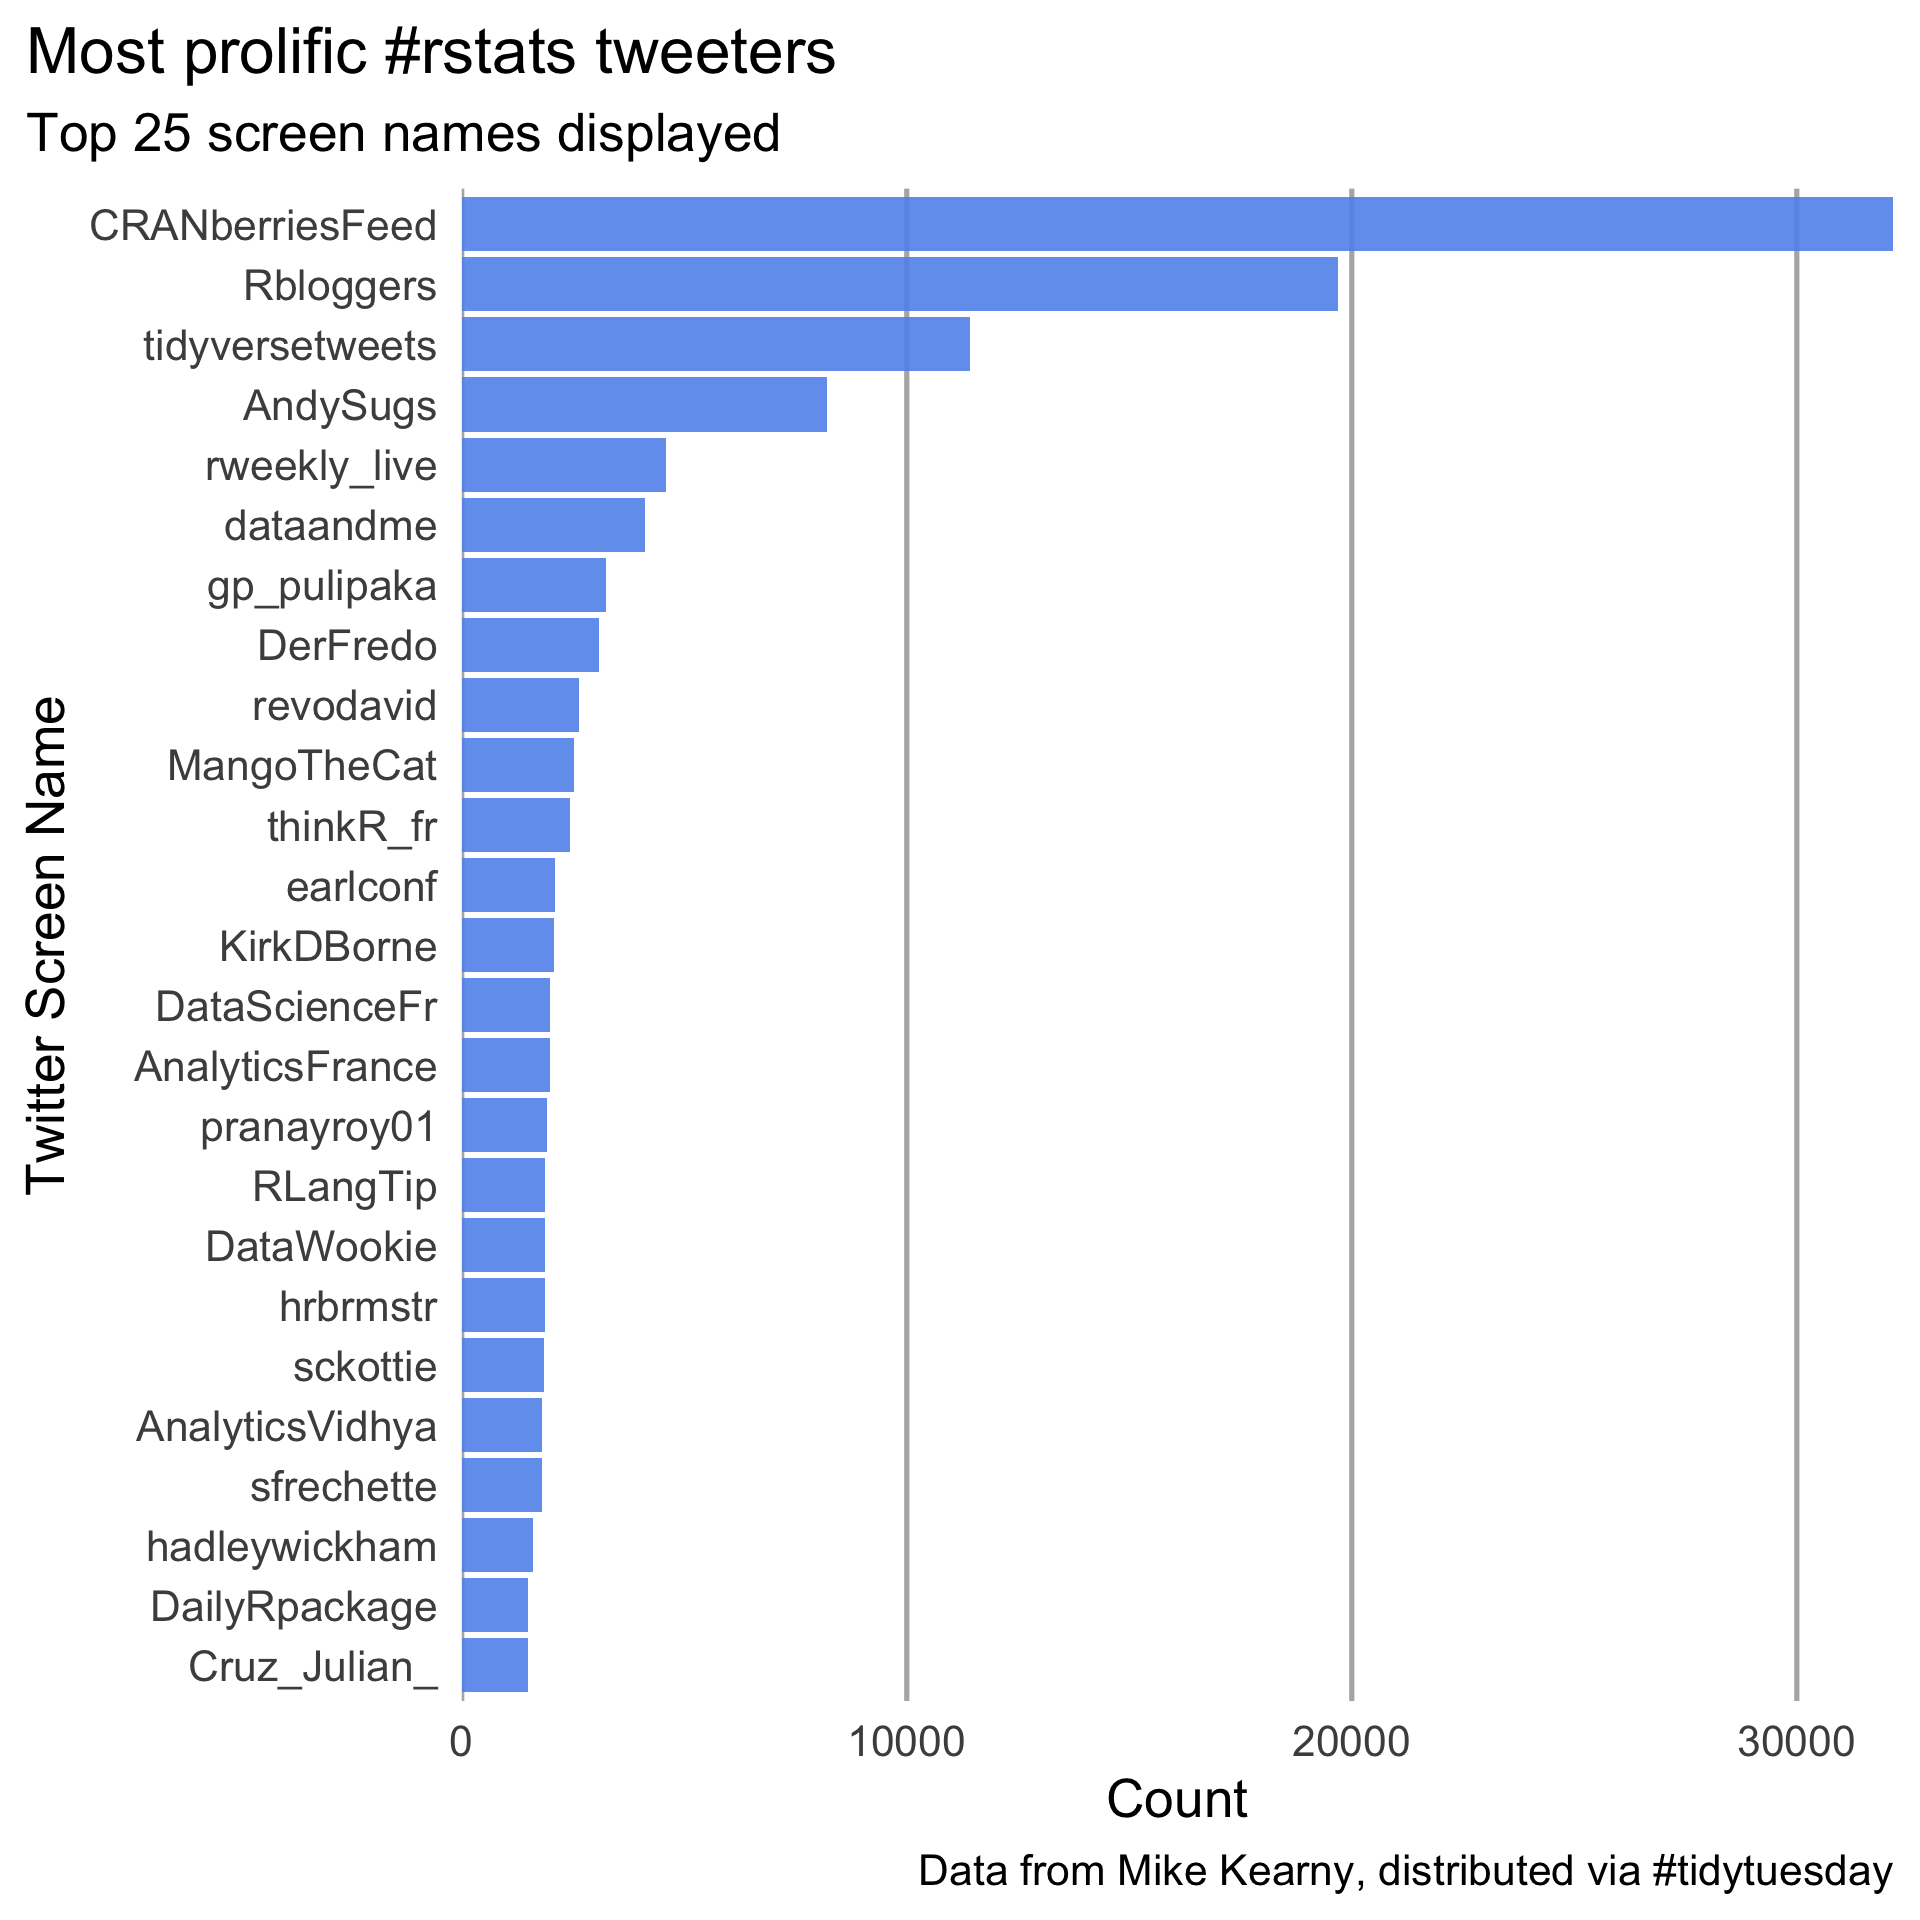 Most prolific #rstats tweeters
Top 25 screen names displayed
Twitter Screen Name
CRANberriesFeed
Rbloggers
tidyversetweets
AndySugs
rweekly_live
dataandme
gp_pulipaka
DerFredo
revodavid
MangoTheCat
thinkR_fr
earlconf
KirkDBorne
DataScienceFr
AnalyticsFrance
pranayroy01
RLangTip
DataWookie
hrbrmstr
sckottie
AnalyticsVidhya
sfrechette
hadleywickham
DailyRpackage
Cruz_Julian_
0 10000 20000 30000
Count
Data from Mike Kearny, distributed via #tidytuesday